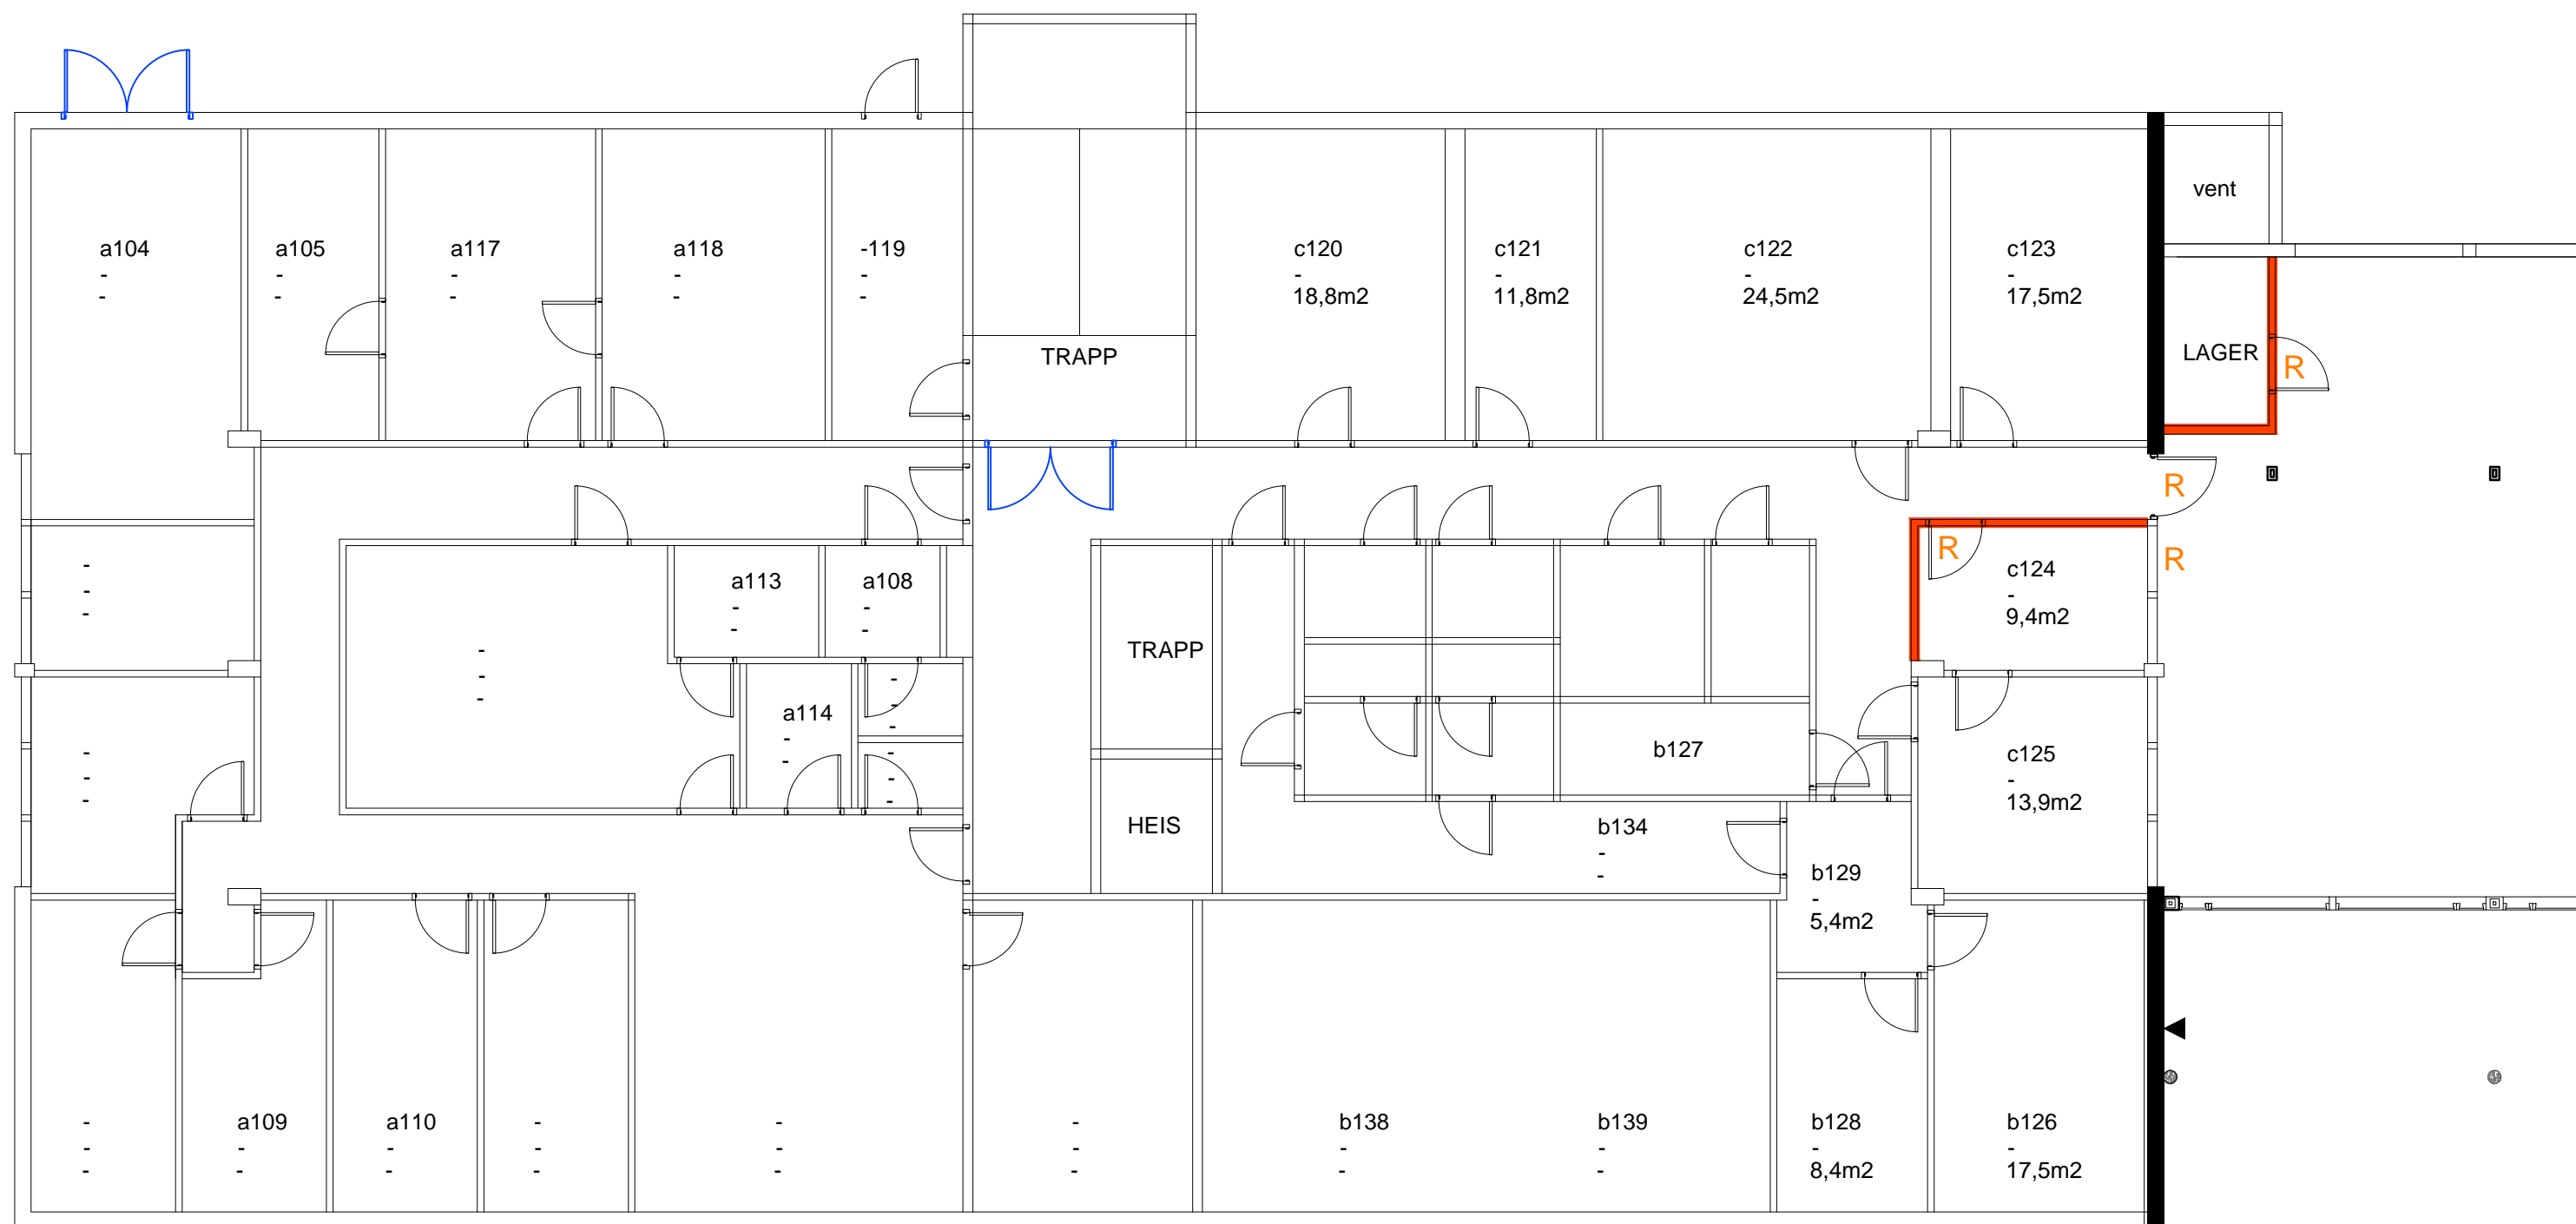 vent
a104
-
-
a105
-
-
a117
-
-
a118
-
-
-119
-
-
c120
-
18,8m2
c121
-
11,8m2
c122
-
24,5m2
c123
-
17,5m2
TRAPP
LAGER
R
R
R
R
-
-
-
a113
-
-
a108
-
-
c124
-
9,4m2
-
-
-
TRAPP
-
-
-
a114
-
-
-
-
-
-
-
-
b127
c125
-
13,9m2
HEIS
b134
-
-
b129
-
5,4m2
-
-
-
a109
-
-
a110
-
-
-
-
-
-
-
-
-
-
-
b138
-
-
b139
-
-
b128
-
8,4m2
b126
-
17,5m2